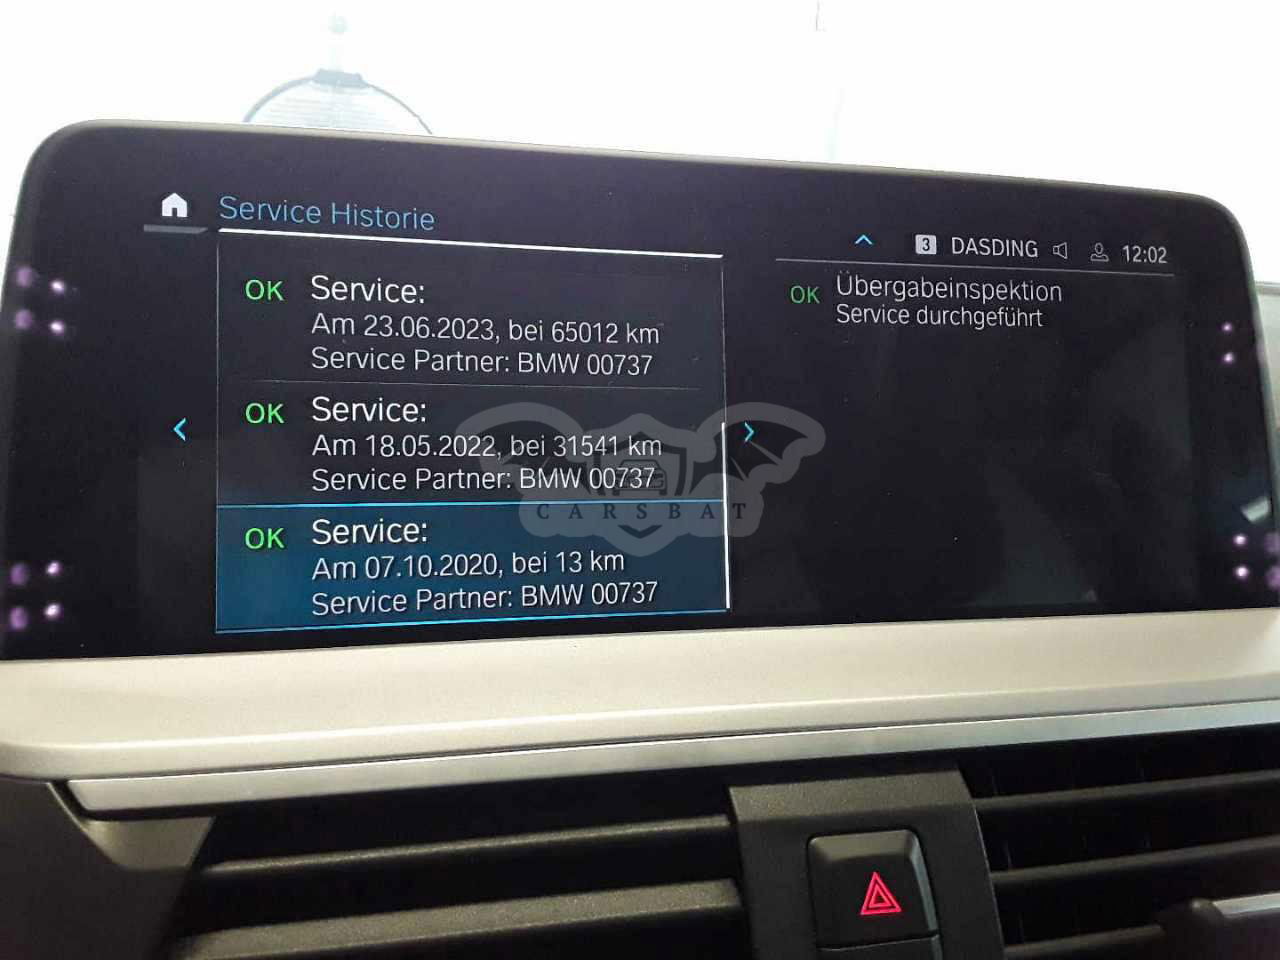 Service Historie
3 DASDING 12:02
OK Service:
Am 23.06.2023, bei 65012 km
Service Partner: BMW 00737
OK Service:
Am 18.05.2022, bei 31541 km
Service Partner: BMW 00737
OK Service:
Am 07.10.2020, bei 13 km
Service Partner: BMW 00737
OK Übergabeinspektion
Service durchgeführt
CARSBAT